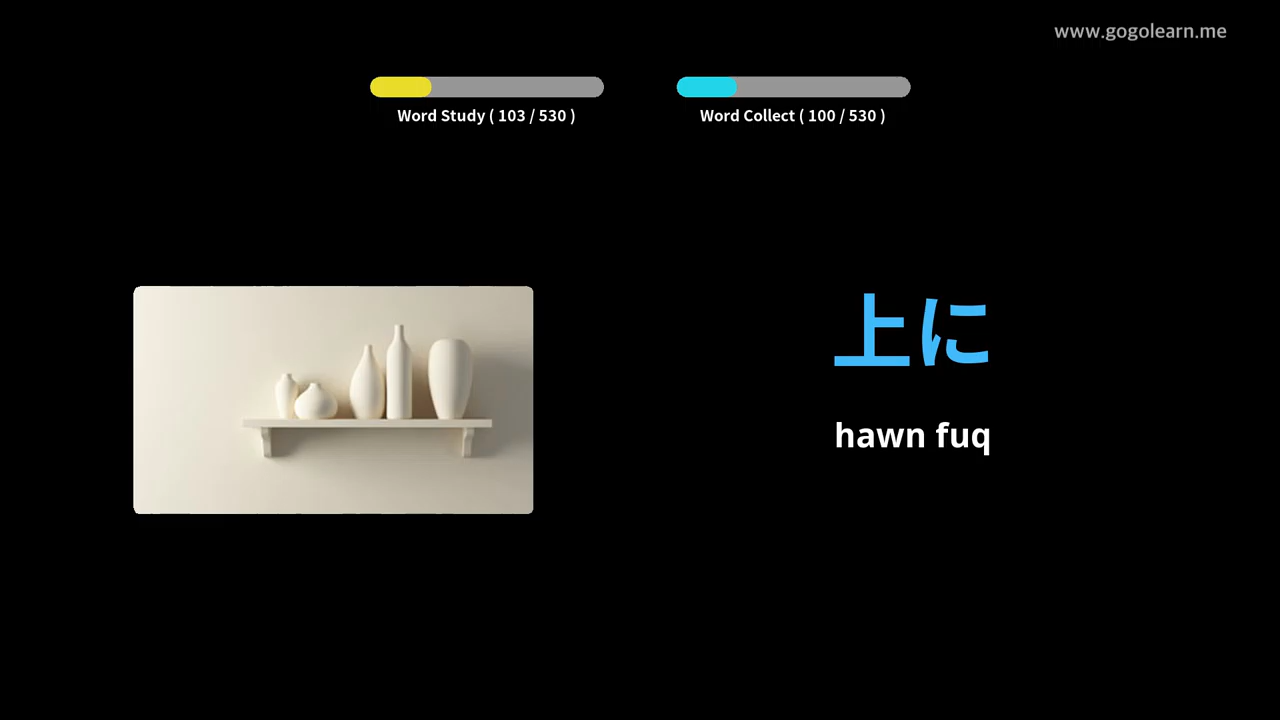 www.gogolearn.me
Word Study ( 103 / 530 )
Word Collect ( 100 / 530 )
上に
hawn fuq